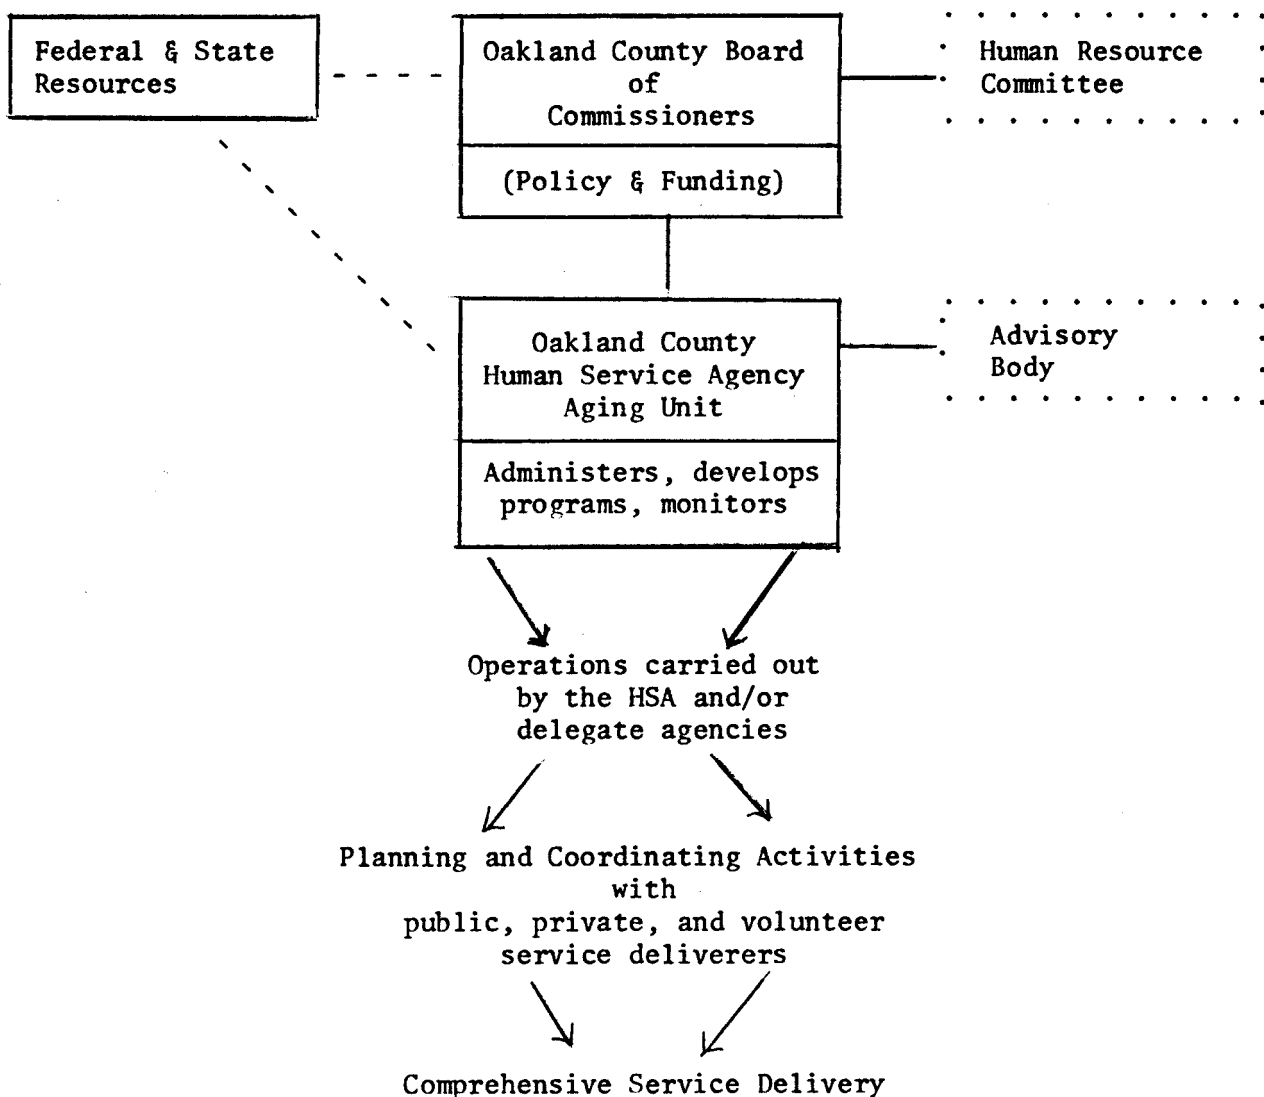 Federal & State
Resources
Oakland County Board
of
Commissioners
(Policy & Funding)
Human Resource
Committee
Oakland County
Human Service Agency
Aging Unit
Administers, develops
programs, monitors
Advisory
Body
Operations carried out
by the HSA and/or
delegate agencies
Planning and Coordinating Activities
with
public, private, and volunteer
service deliverers
Comprehensive Service Delivery